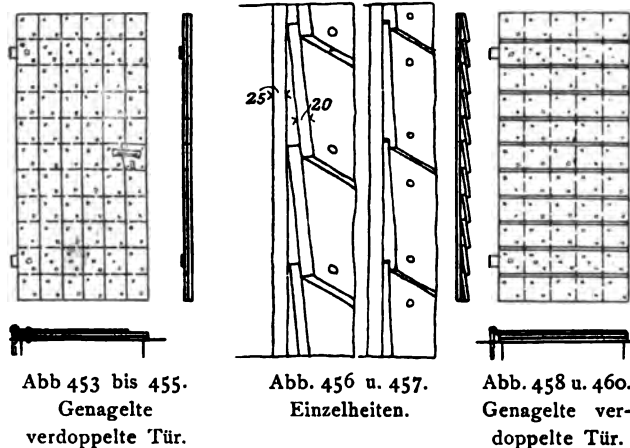 25
20
Abb 453 bis 455.
Genagelte
verdoppelte Tür.
Abb. 456 u. 457.
Einzelheiten.
Abb. 458 u. 460.
Genagelte ver-
doppelte Tür.